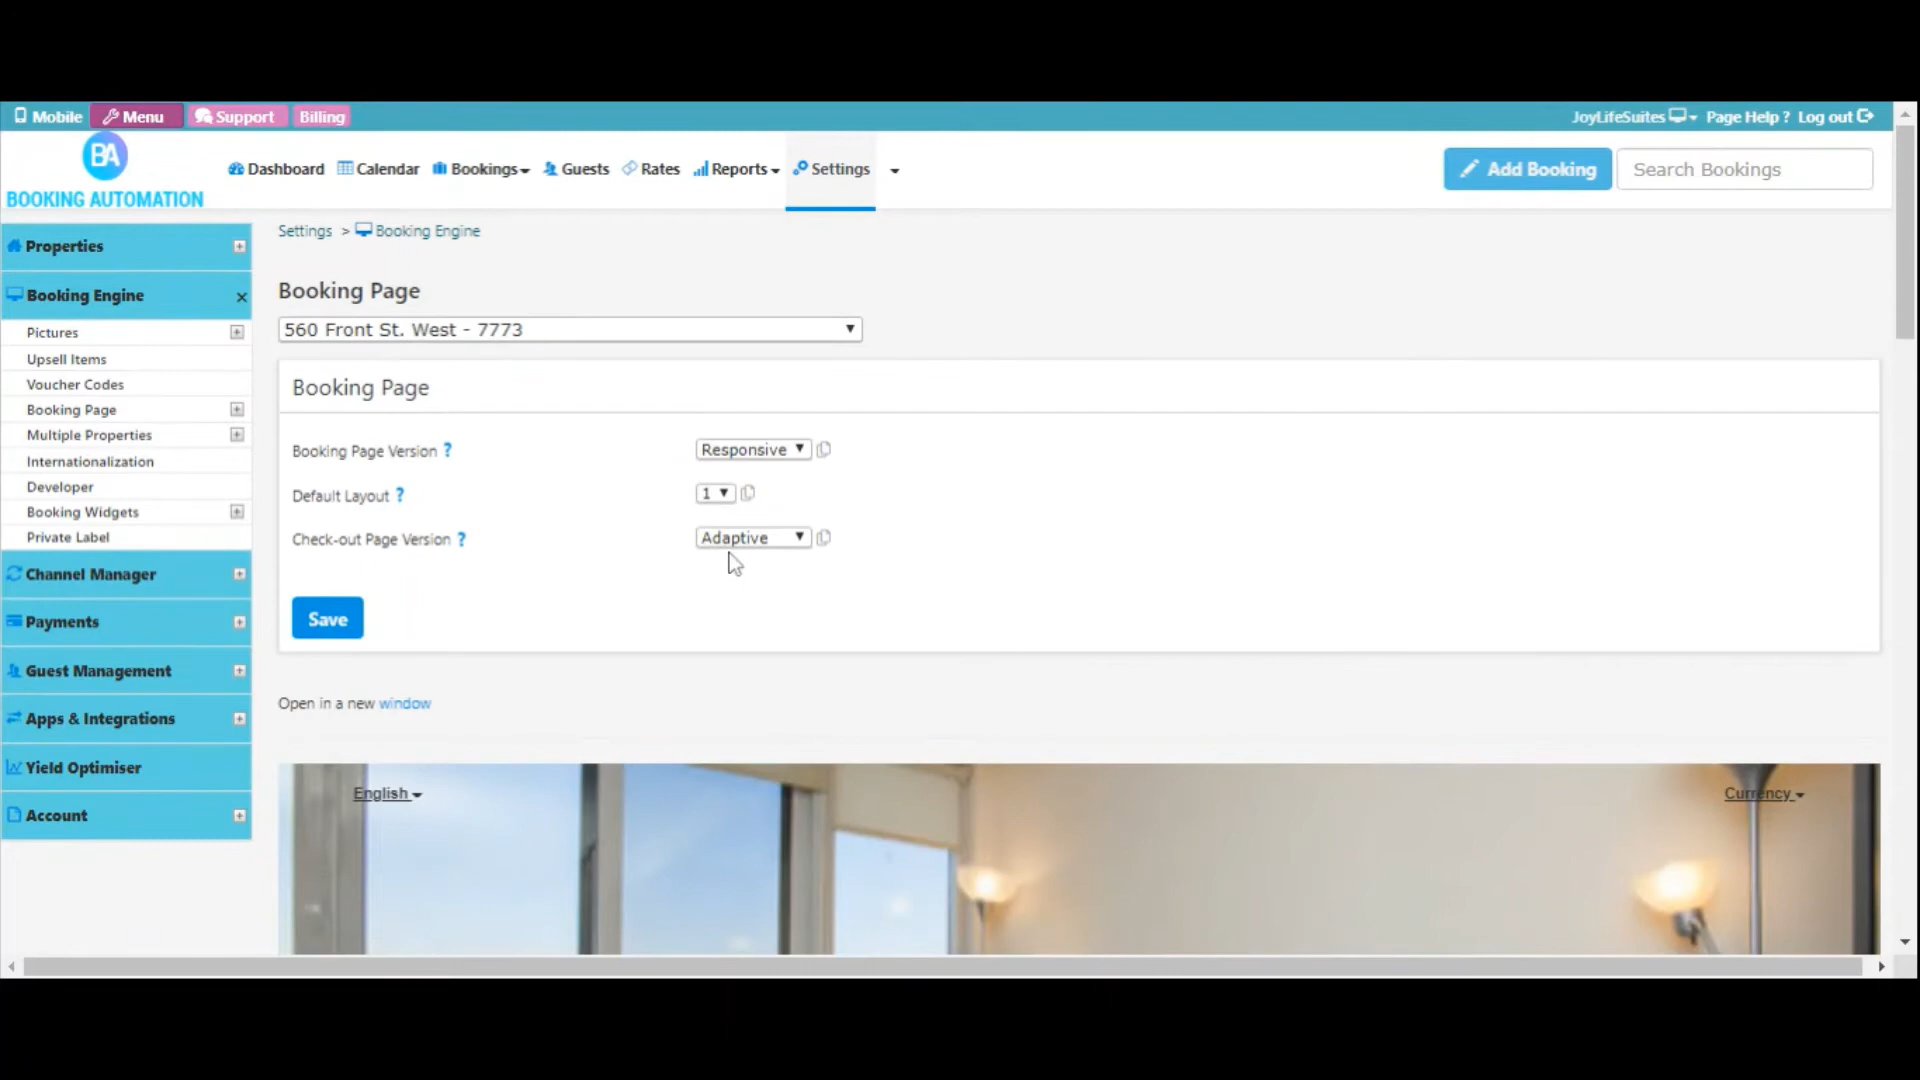 Mobile Menu Support Billing JoyLifeSuites Page Help ? Log out
BA
BOOKING AUTOMATION
Dashboard Calendar Bookings Guests Rates Reports Settings Add Booking Search Bookings
Properties
Booking Engine
Pictures
Upsell Items
Voucher Codes
Booking Page
Multiple Properties
Internationalization
Developer
Booking Widgets
Private Label
Channel Manager
Payments
Guest Management
Apps & Integrations
Yield Optimiser
Account
Settings > Booking Engine
Booking Page
560 Front St. West - 7773
Booking Page
Booking Page Version ? Responsive
Default Layout ? 1
Check-out Page Version ? Adaptive
Save
Open in a new window
English Currency